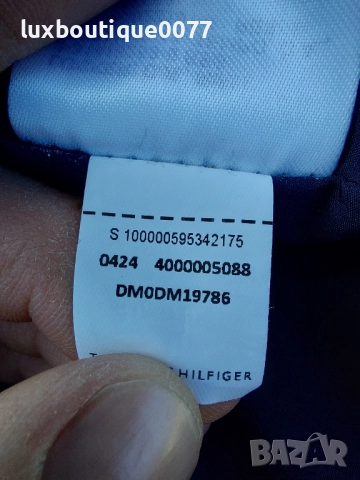 luxboutique0077
S 100000595342175
0424 4000005088
DM0DM19786
HILFIGER
BAZAR